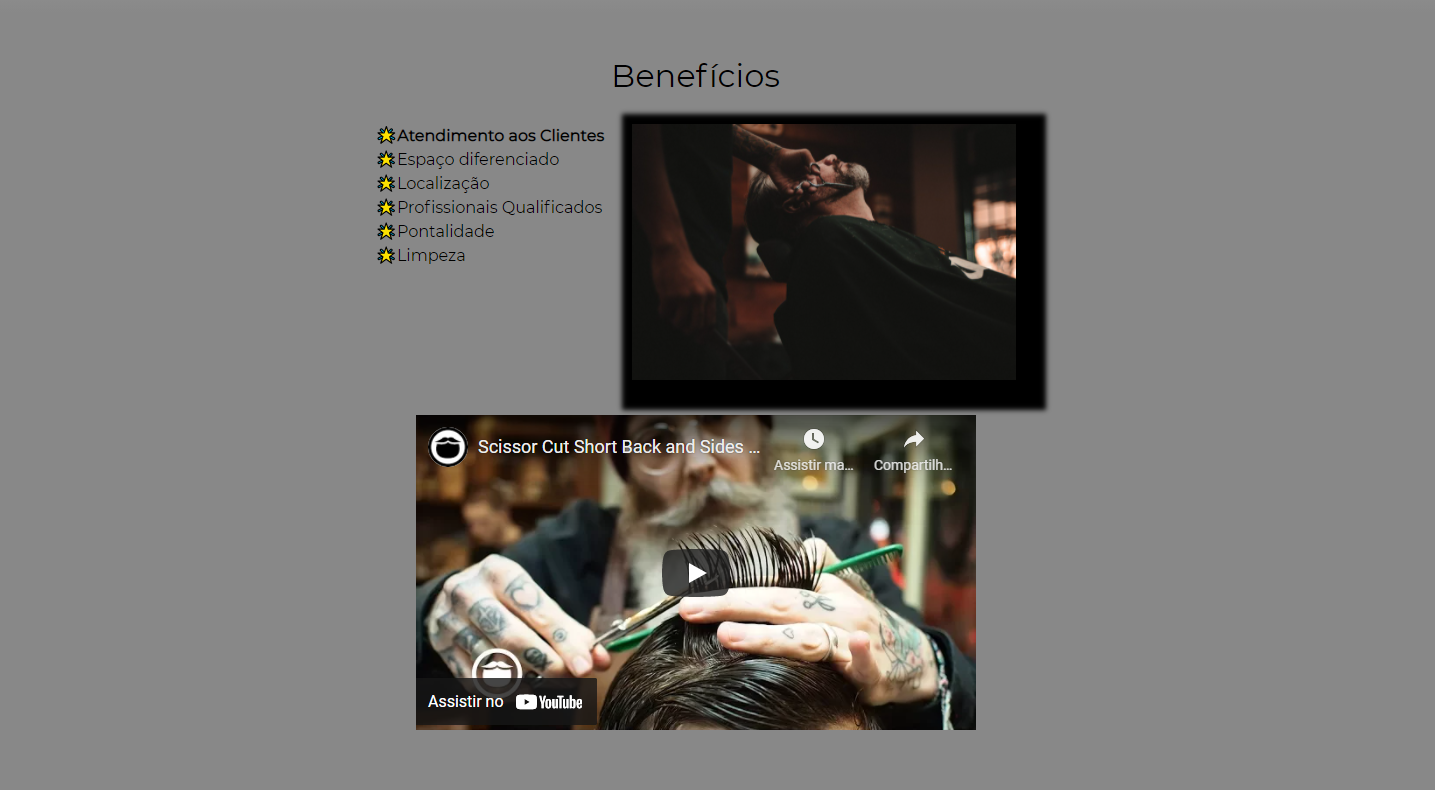 Benefícios
Atendimento aos Clientes
Espaço diferenciado
Localização
Profissionais Qualificados
Pontalidade
Limpeza
Scissor Cut Short Back and Sides ...
Assistir ma...
Compartilh...
Assistir no YouTube